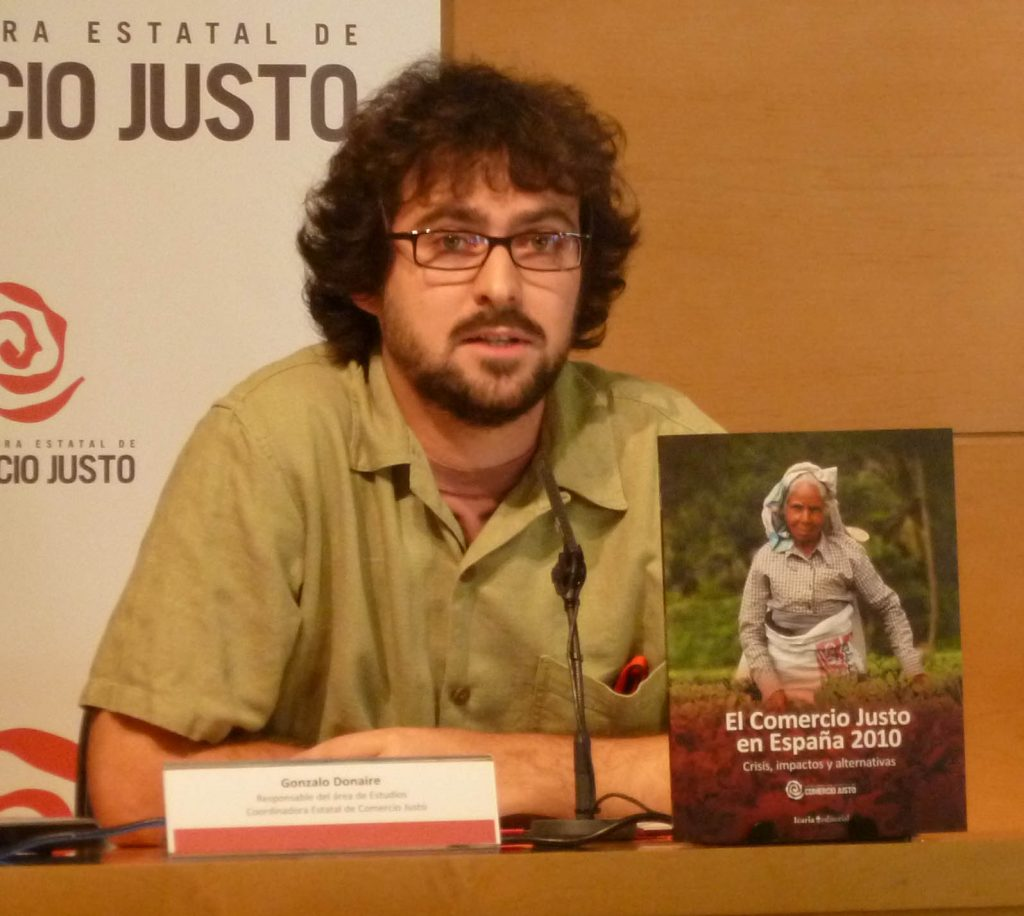 RA ESTATAL DE
CIO JUSTO
RA ESTATAL DE
CIO JUSTO
Gonzalo Donaire
Responsable del área de Estudios
Coordinadora Estatal de Comercio Justo
El Comercio Justo
en España 2010
Crisis, impactos y alternativas
COMERCIO JUSTO
Icaria editorial